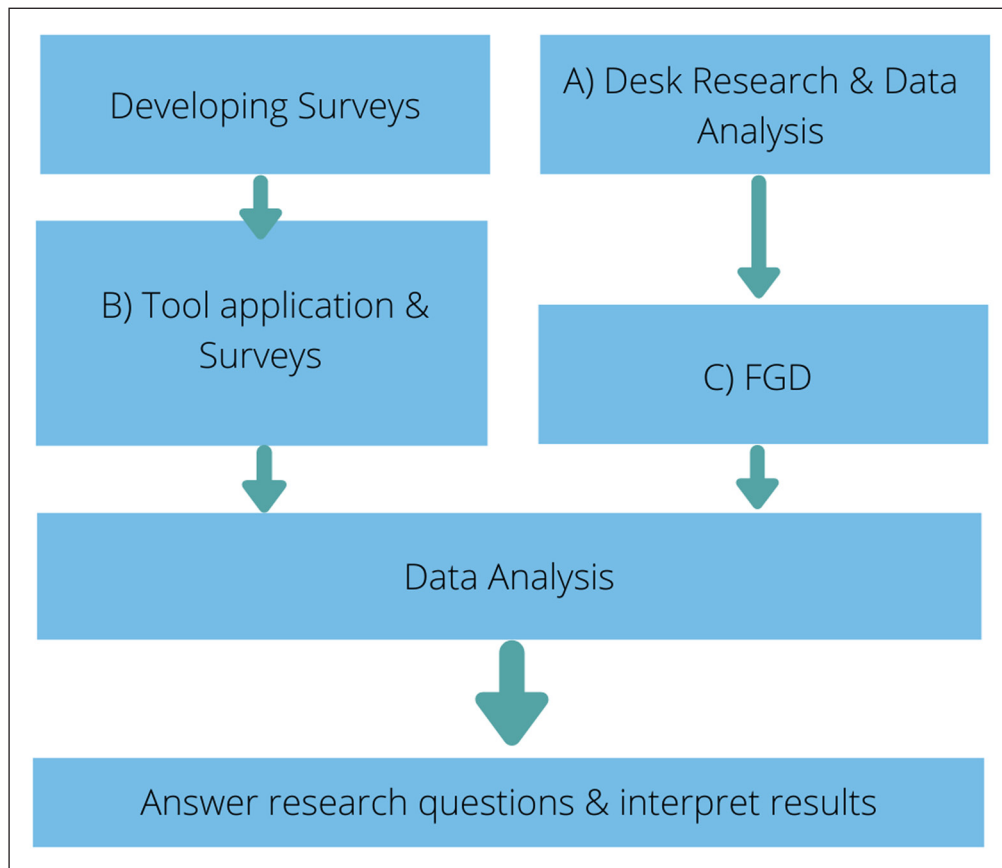 Developing Surveys
A) Desk Research & Data
Analysis
B) Tool application &
Surveys
C) FGD
Data Analysis
Answer research questions & interpret results